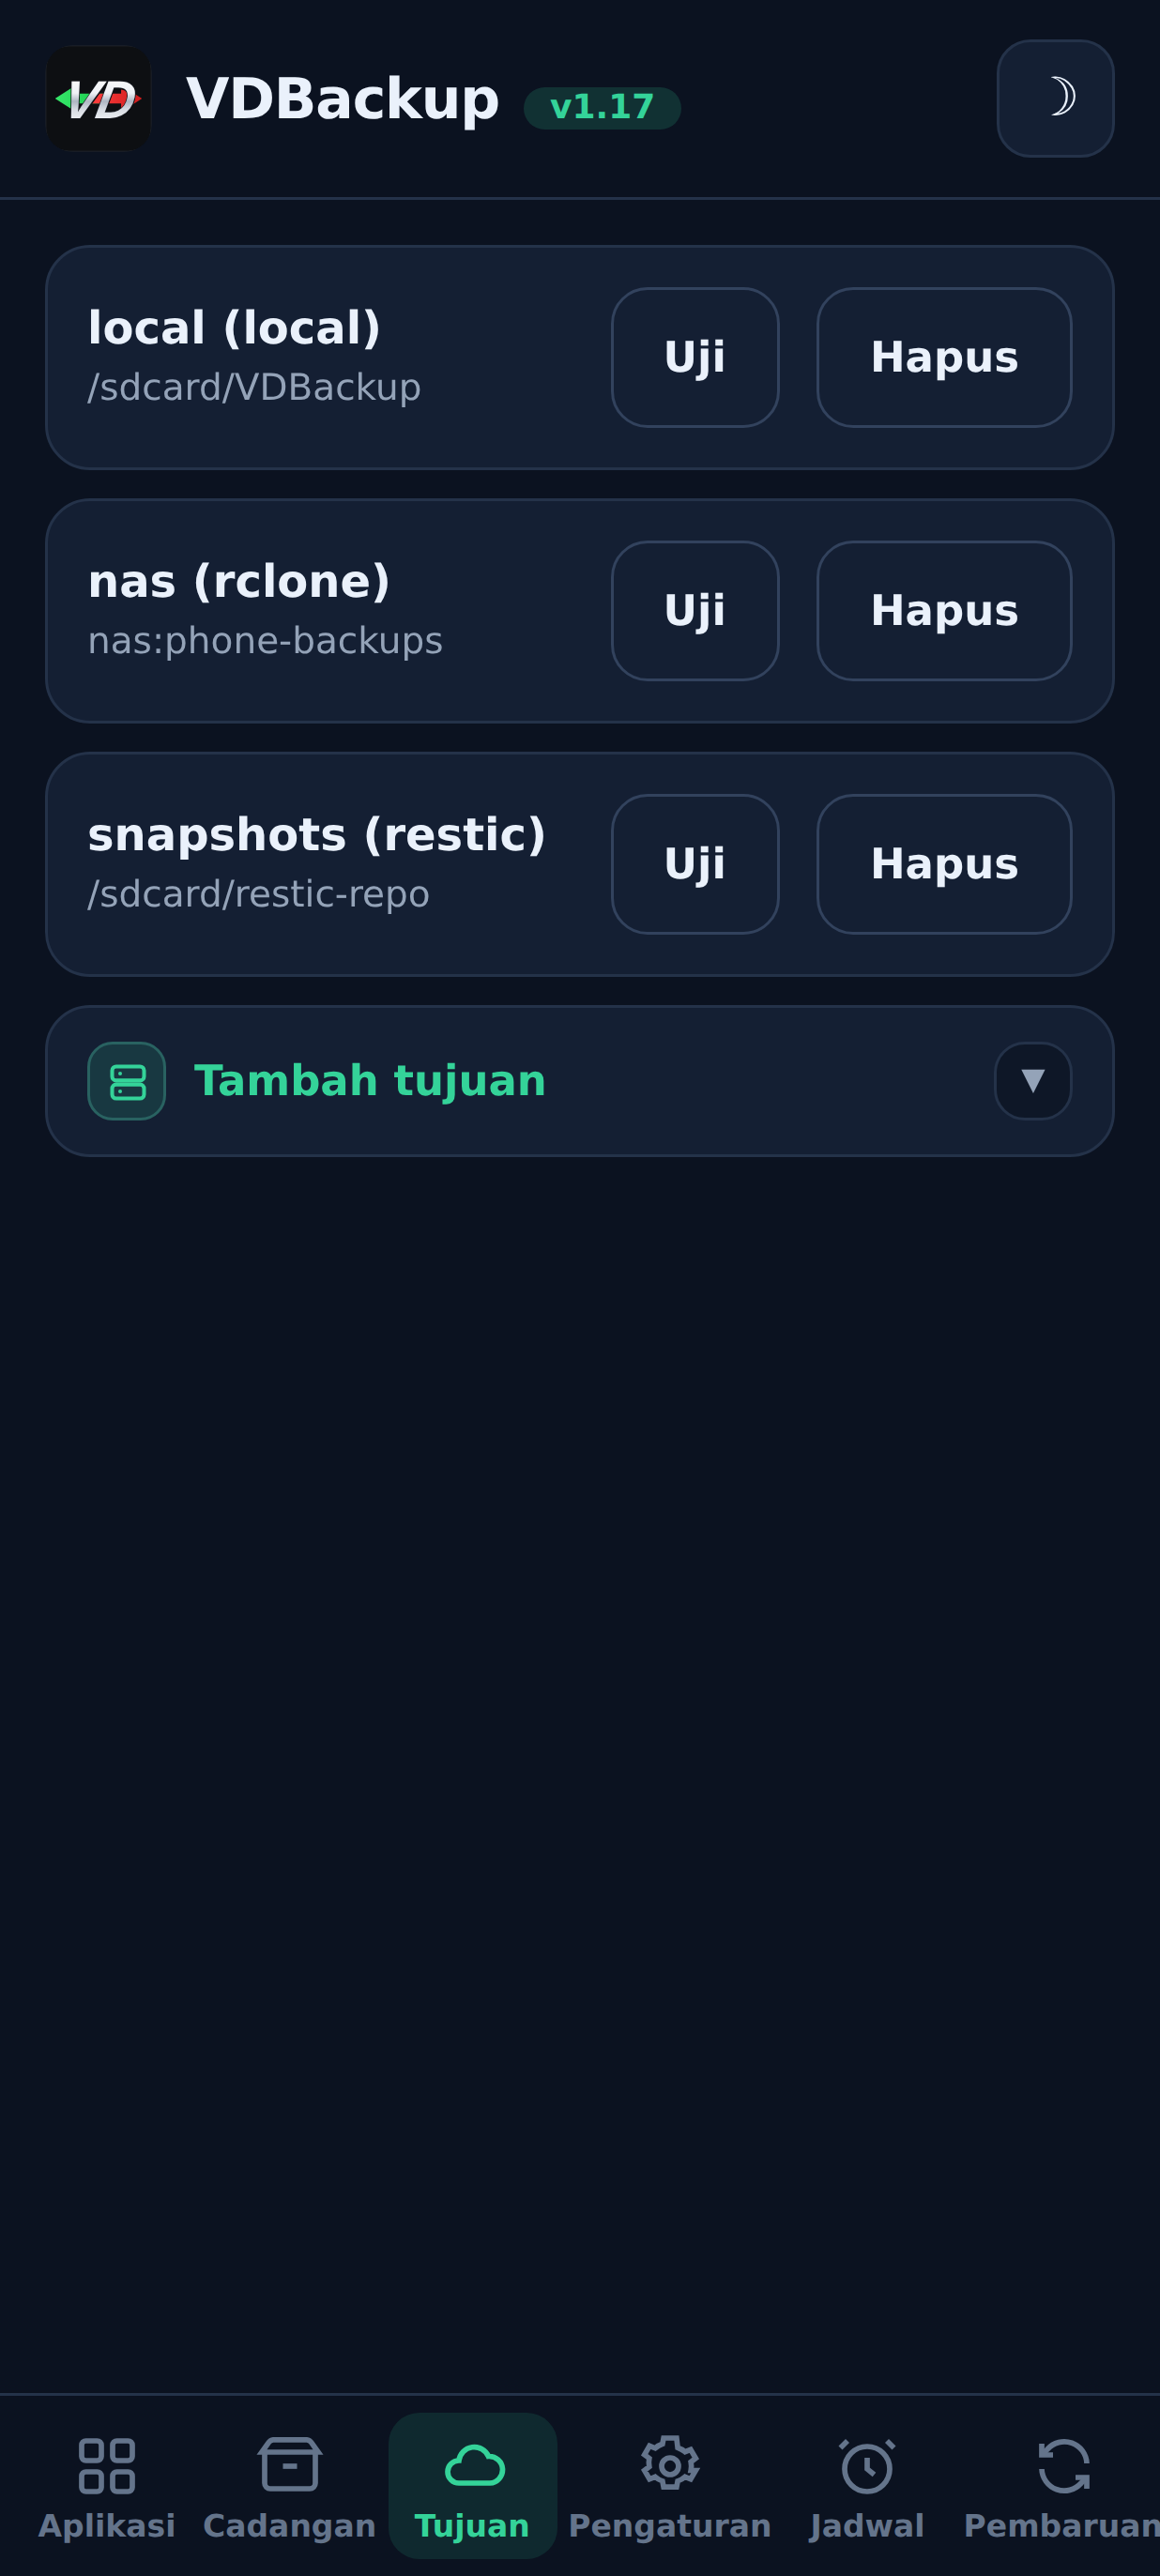 VD
VDBackup v1.17
local (local)
/sdcard/VDBackup
Uji
Hapus
nas (rclone)
nas:phone-backups
Uji
Hapus
snapshots (restic)
/sdcard/restic-repo
Uji
Hapus
Tambah tujuan
Aplikasi
Cadangan
Tujuan
Pengaturan
Jadwal
Pembaruan